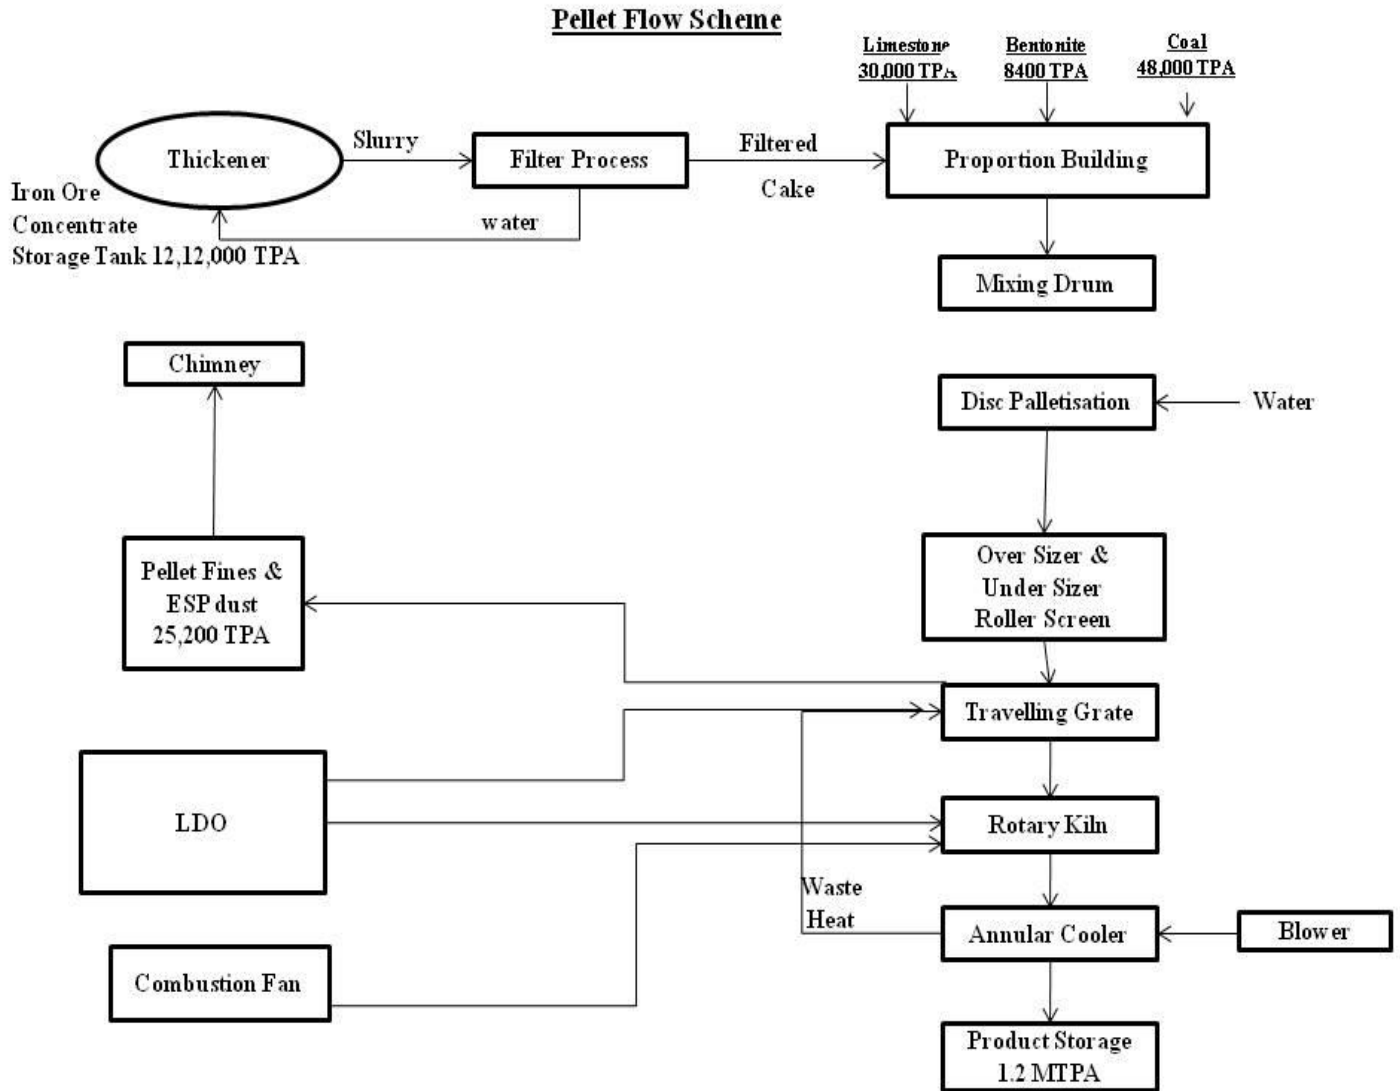 Pellet Flow Scheme
Limestone
30,000 TPA
Bentonite
8400 TPA
Coal
48,000 TPA
Thickener
Slurry
Filter Process
Filtered
Cake
Proportion Building
Iron Ore
Concentrate
Storage Tank 12,12,000 TPA
water
Mixing Drum
Chimney
Disc Palletisation
Water
Pellet Fines &
ESP dust
25,200 TPA
Over Sizer &
Under Sizer
Roller Screen
Travelling Grate
LDO
Rotary Kiln
Waste
Heat
Annular Cooler
Blower
Combustion Fan
Product Storage
1.2 MTPA